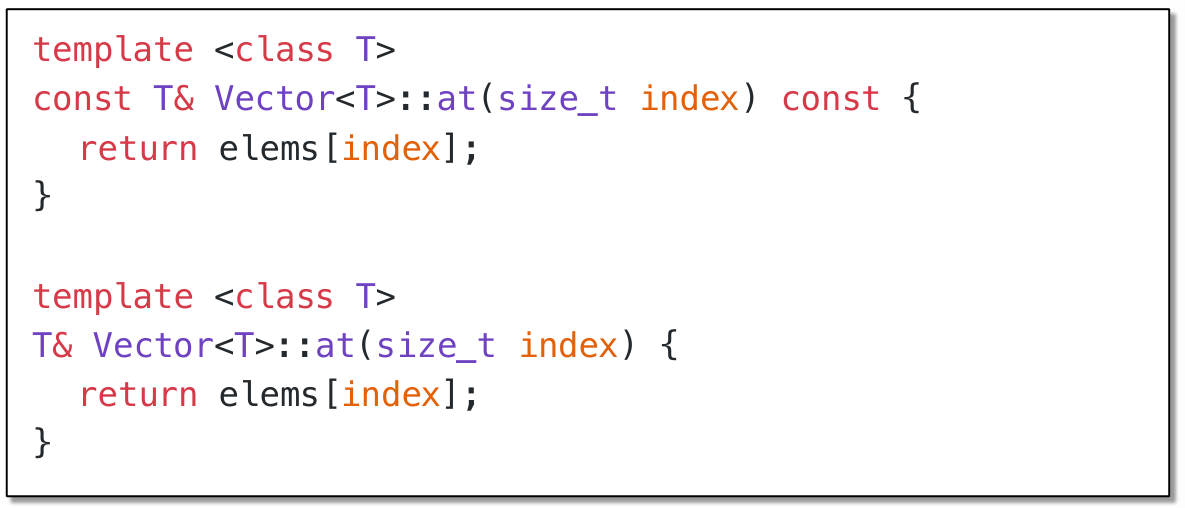 template <class T>
const T& Vector<T>::at(size_t index) const {
  return elems[index];
}

template <class T>
T& Vector<T>::at(size_t index) {
  return elems[index];
}